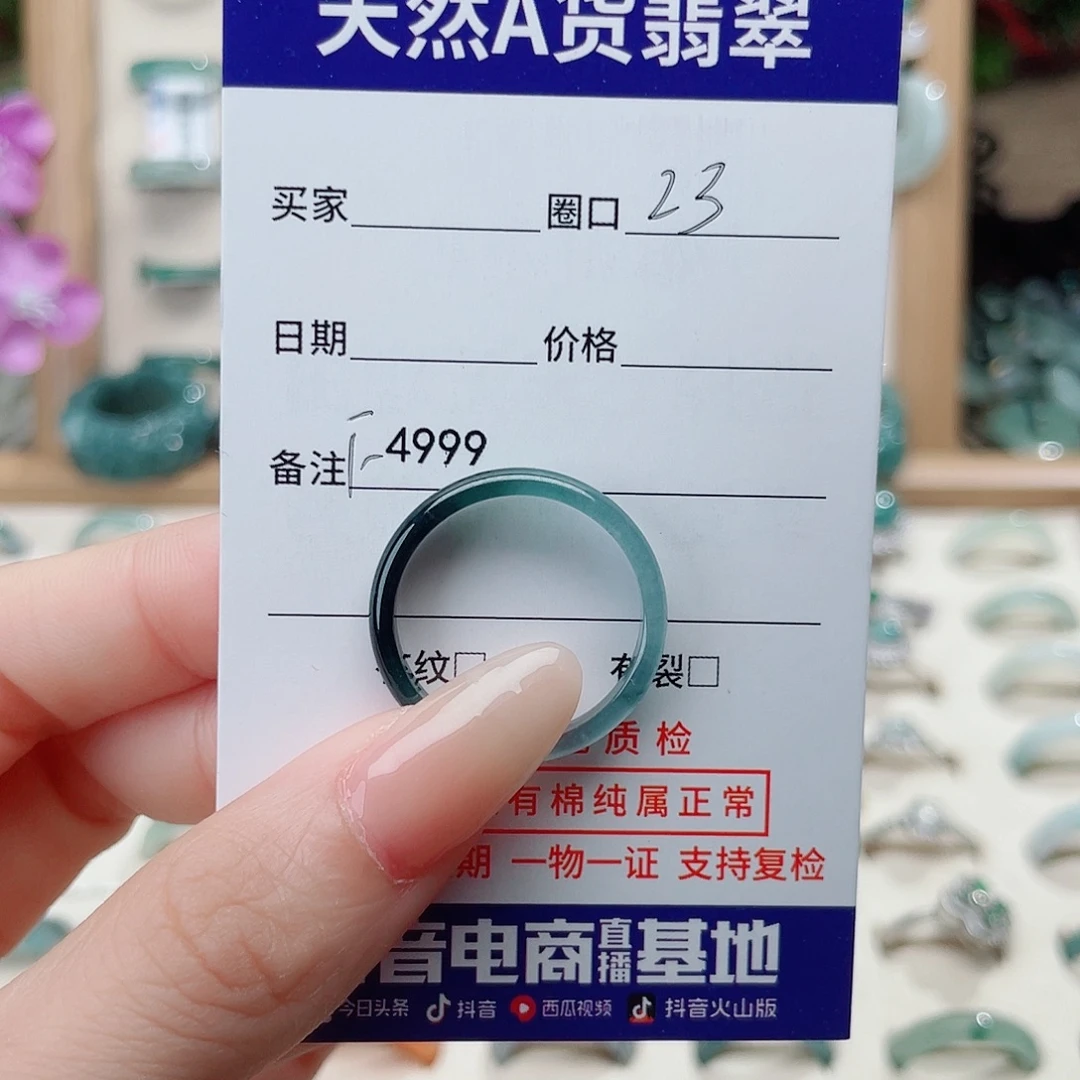 天然A货翡翠
买家 圈口 23
日期 价格
备注 4999
纹□ 有裂□
质检
有棉纯属正常
期 一物一证 支持复检
音电商直播基地
今日头条 抖音 西瓜视频 抖音火山版